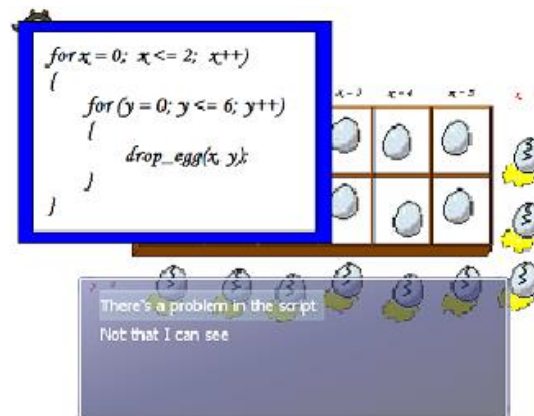 for x = 0; x <= 2; x++)
{
for (y = 0; y <= 6; y++)
{
drop_egg(x, y);
}
}
x = 3 x = 4 x = 5 x
There's a problem in the script
Not that I can see